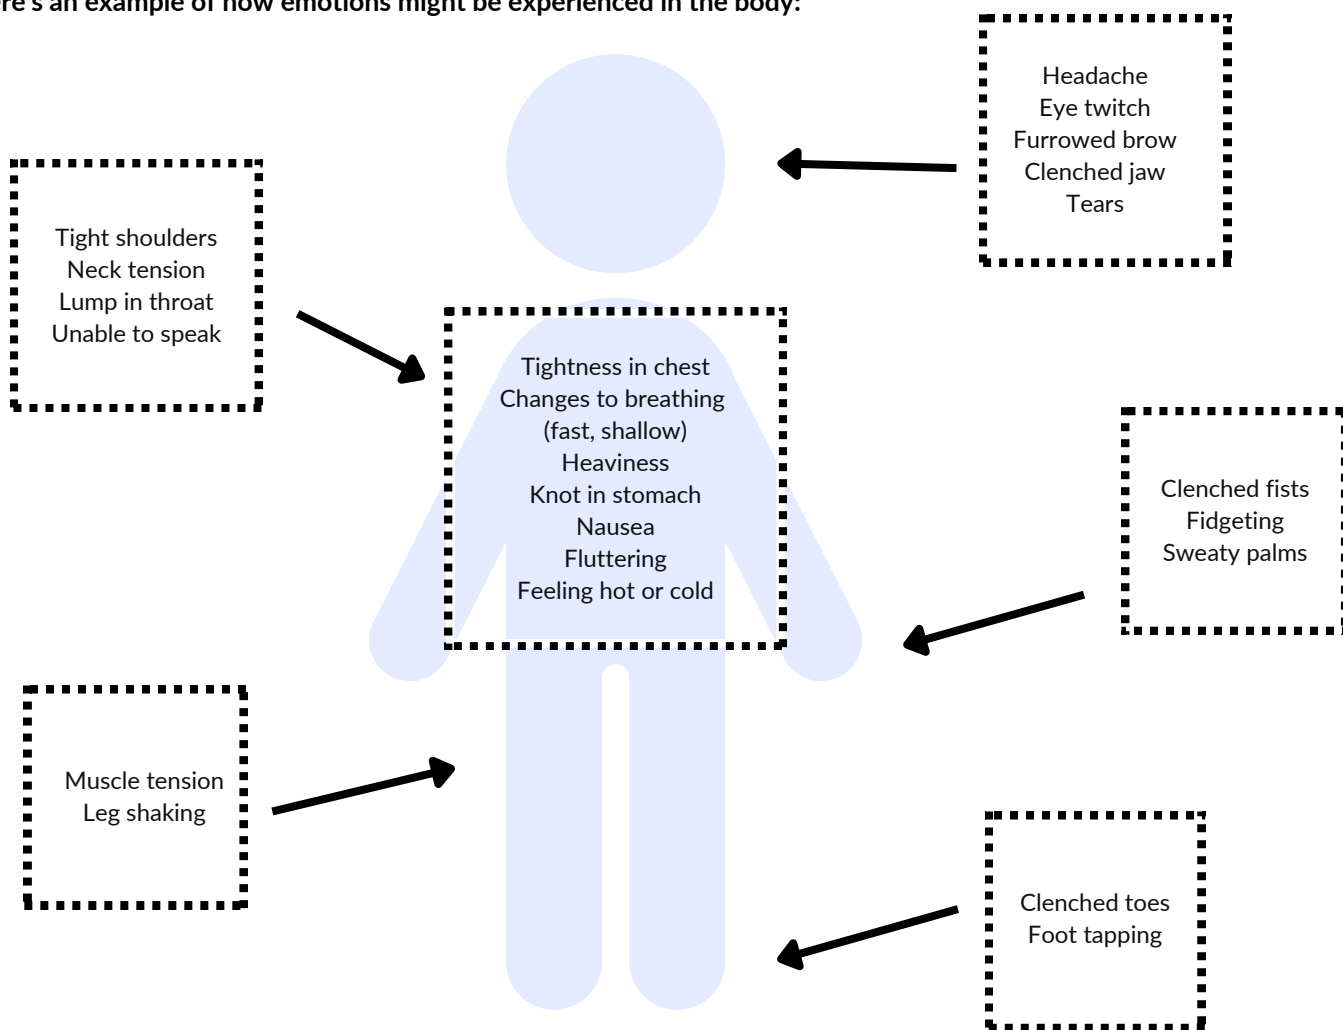 ere's an example of how emotions might be experienced in the body:
Headache
Eye twitch
Furrowed brow
Clenched jaw
Tears
Tight shoulders
Neck tension
Lump in throat
Unable to speak
Tightness in chest
Changes to breathing
(fast, shallow)
Heaviness
Knot in stomach
Nausea
Fluttering
Feeling hot or cold
Clenched fists
Fidgeting
Sweaty palms
Muscle tension
Leg shaking
Clenched toes
Foot tapping